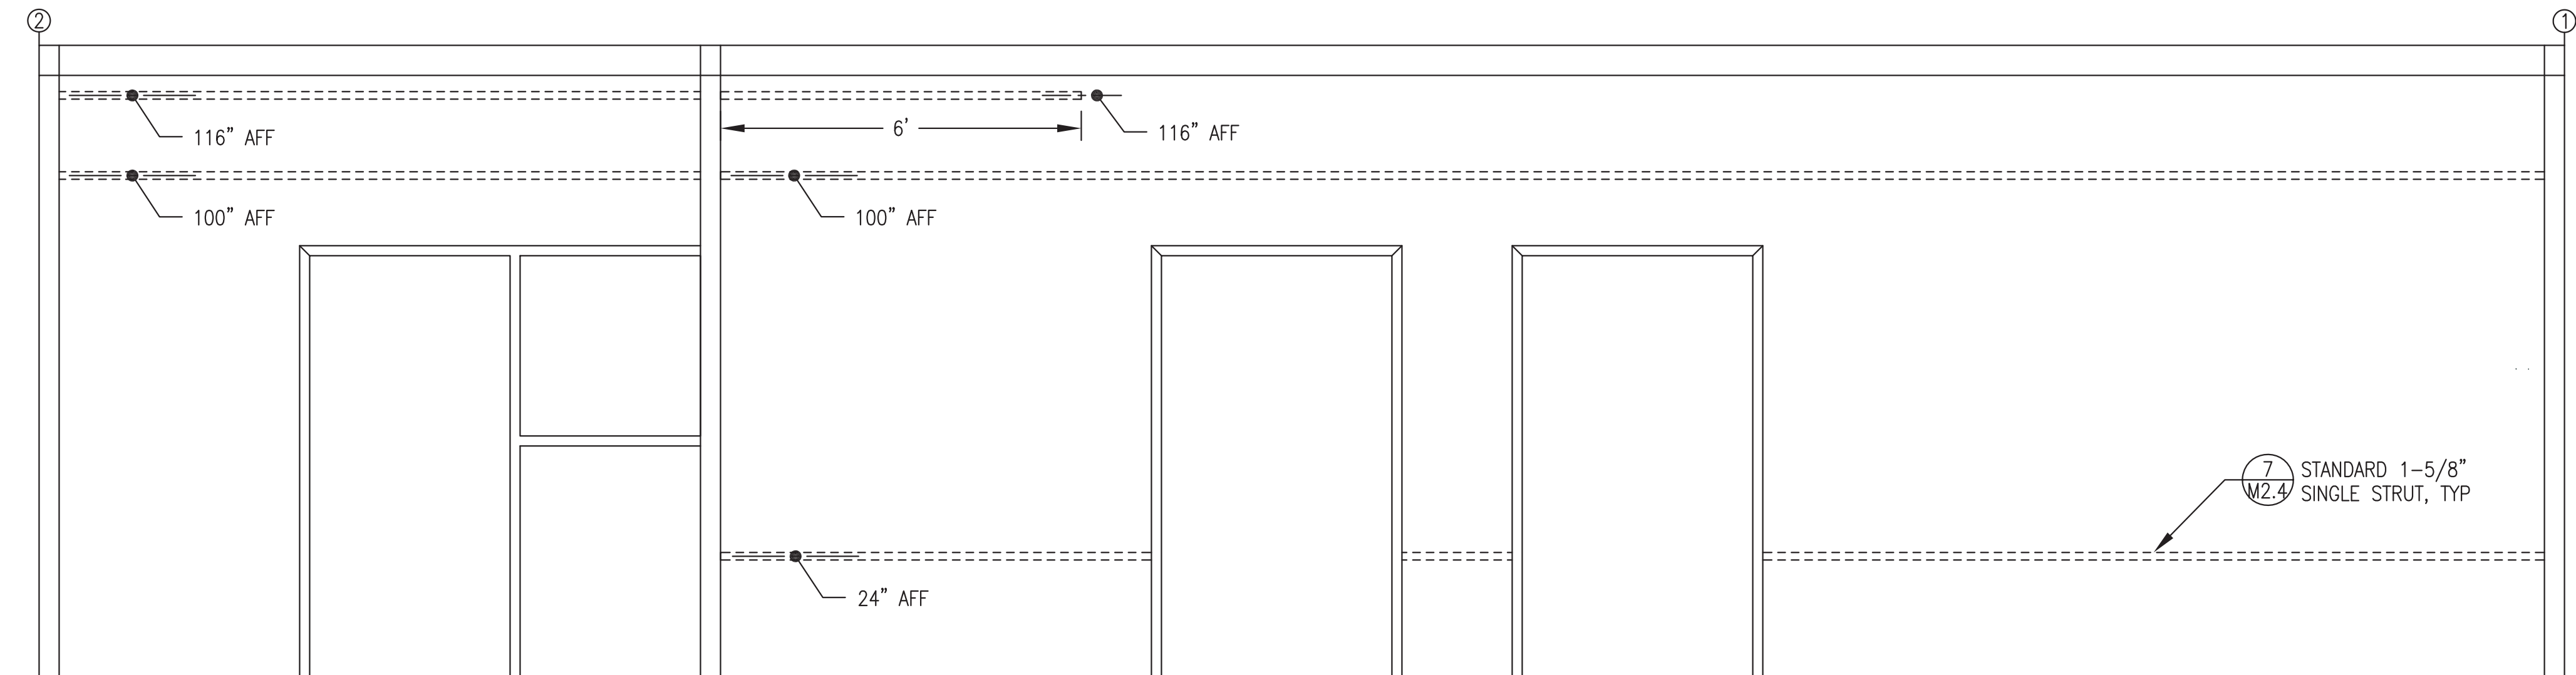 2
1
116" AFF
6'
116" AFF
100" AFF
100" AFF
7
M2.4
STANDARD 1-5/8"
SINGLE STRUT, TYP
24" AFF